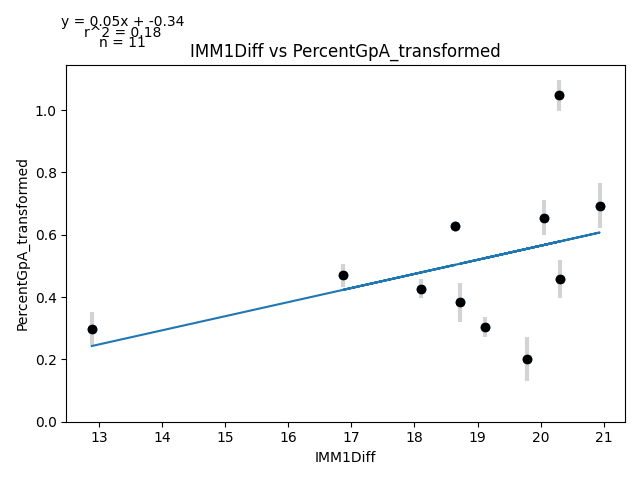 y = 0.05x + -0.34
r^2 = 0.18
n = 11
IMM1Diff vs PercentGpA_transformed
PercentGpA_transformed
1.0
0.8
0.6
0.4
0.2
0.0
13 14 15 16 17 18 19 20 21
IMM1Diff